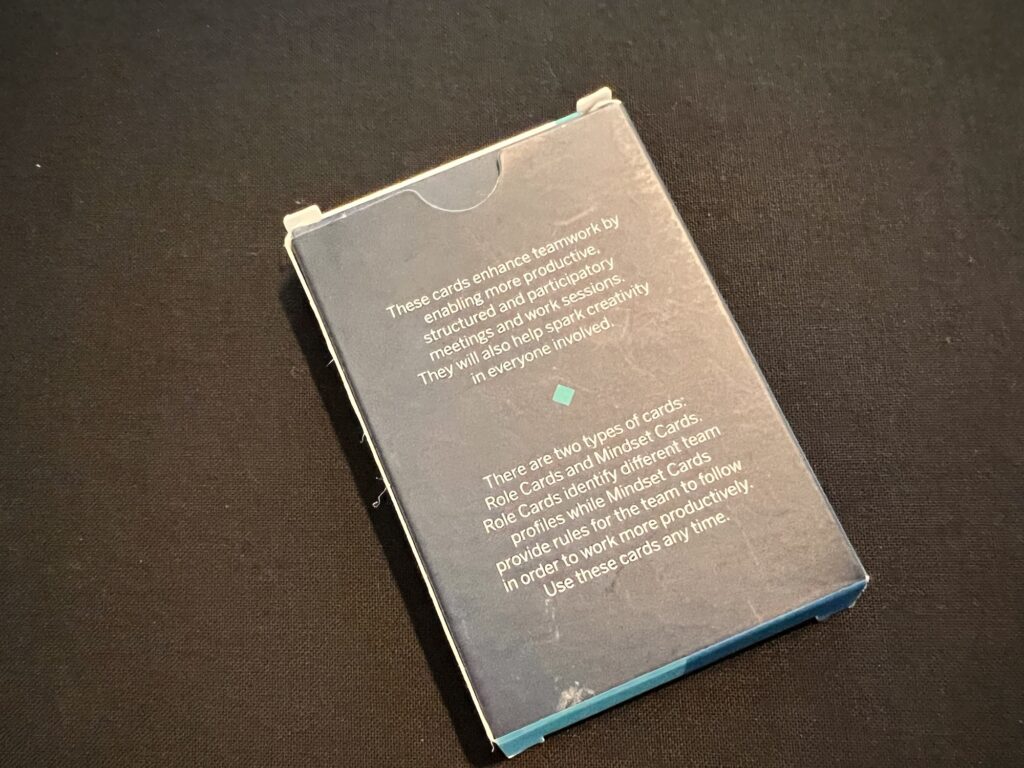 These cards enhance teamwork by
enabling more productive,
structured and participatory
meetings and work sessions.
They will also help spark creativity
in everyone involved.
There are two types of cards:
Role Cards and Mindset Cards.
Role Cards identify different team
profiles while Mindset Cards
provide rules for the team to follow
in order to work more productively.
Use these cards any time.